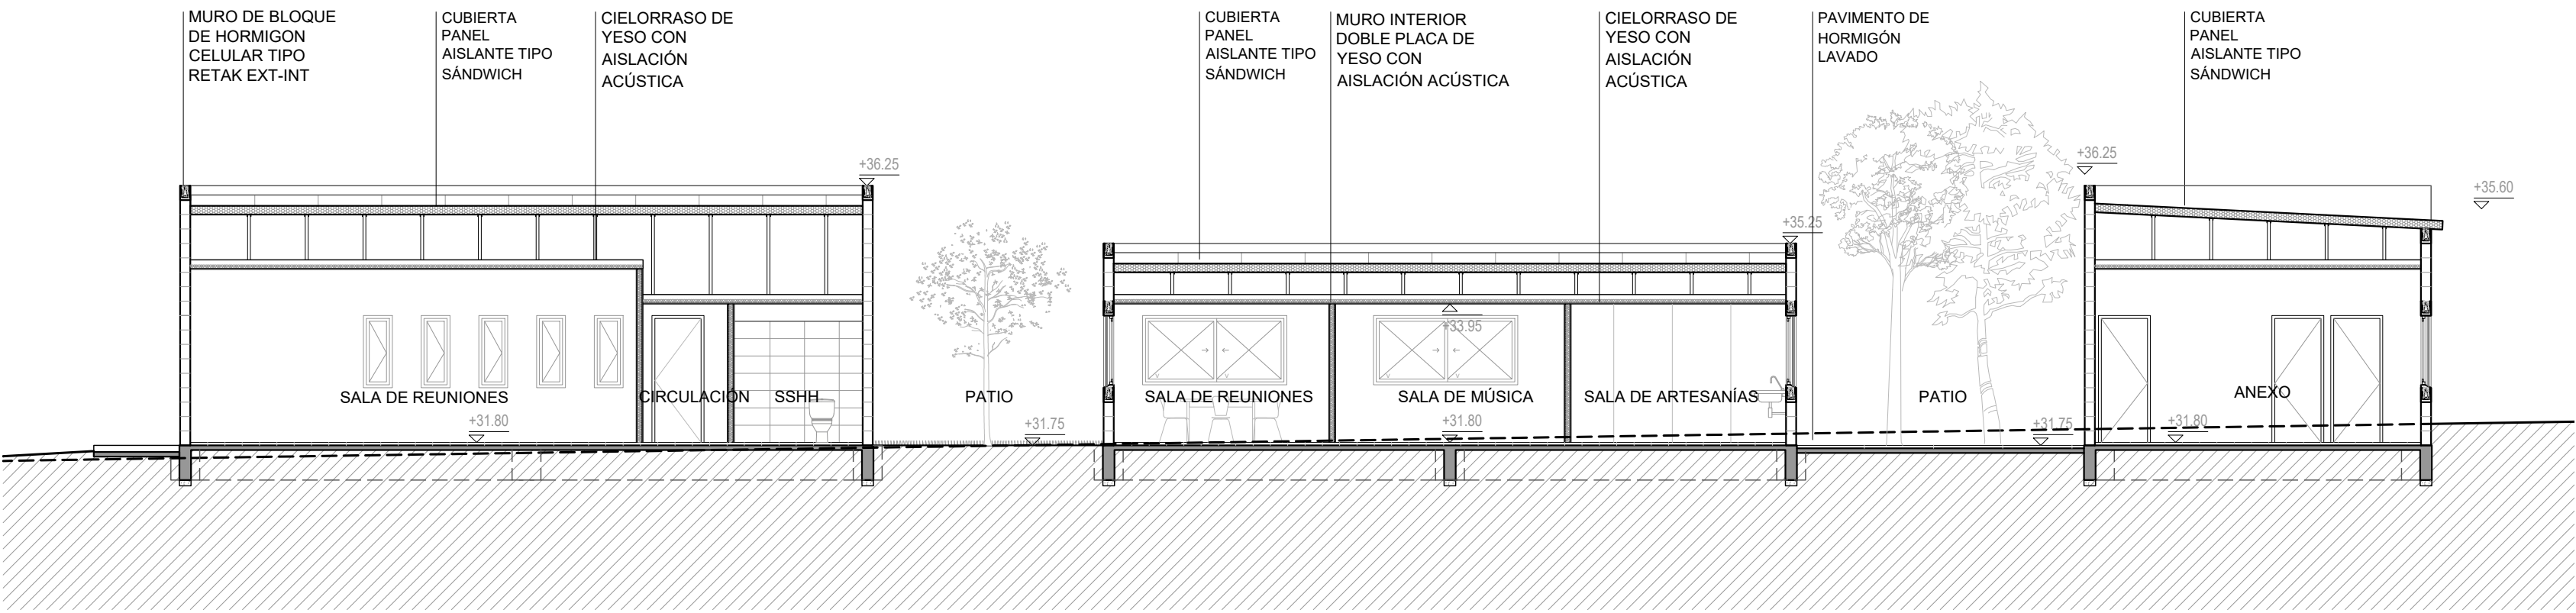 MURO DE BLOQUE
DE HORMIGON
CELULAR TIPO
RETAK EXT-INT
CUBIERTA
PANEL
AISLANTE TIPO
SÁNDWICH
CIELORRASO DE
YESO CON
AISLACIÓN
ACÚSTICA
CUBIERTA
PANEL
AISLANTE TIPO
SÁNDWICH
MURO INTERIOR
DOBLE PLACA DE
YESO CON
AISLACIÓN ACÚSTICA
CIELORRASO DE
YESO CON
AISLACIÓN
ACÚSTICA
PAVIMENTO DE
HORMIGÓN
LAVADO
CUBIERTA
PANEL
AISLANTE TIPO
SÁNDWICH
+36.25
+36.25
+35.60
+35.25
+33.95
SALA DE REUNIONES
CIRCULACIÓN
SSHH
PATIO
SALA DE REUNIONES
SALA DE MÚSICA
SALA DE ARTESANÍAS
PATIO
ANEXO
+31.80
+31.75
+31.80
+31.75
+31.80